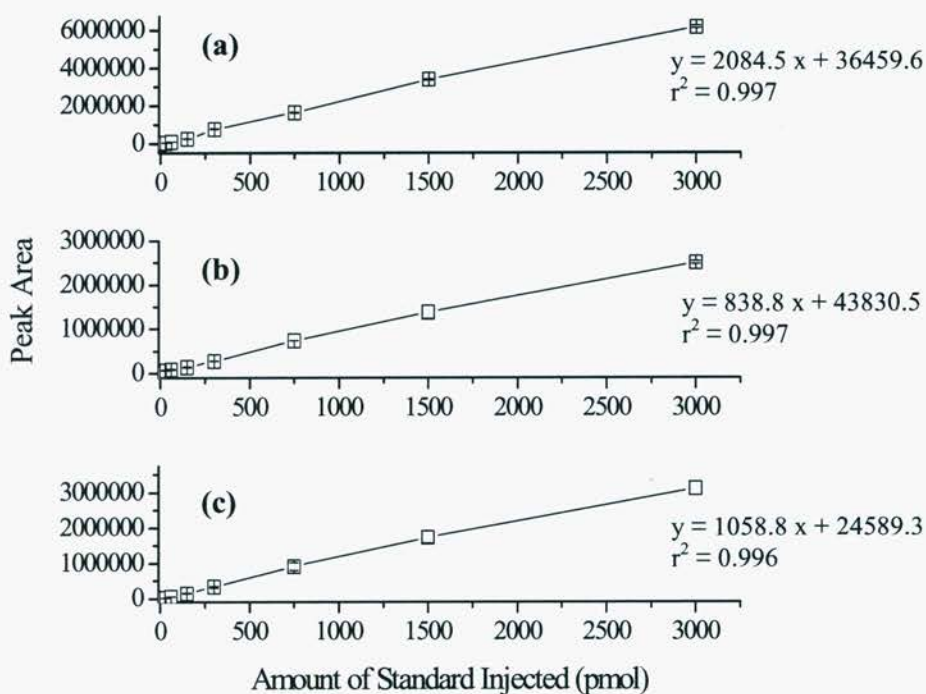 Peak Area
(a)
6000000
4000000
2000000
0
y = 2084.5 x + 36459.6
r² = 0.997
0 500 1000 1500 2000 2500 3000
(b)
3000000
2000000
1000000
0
y = 838.8 x + 43830.5
r² = 0.997
0 500 1000 1500 2000 2500 3000
(c)
3000000
2000000
1000000
0
y = 1058.8 x + 24589.3
r² = 0.996
0 500 1000 1500 2000 2500 3000
Amount of Standard Injected (pmol)